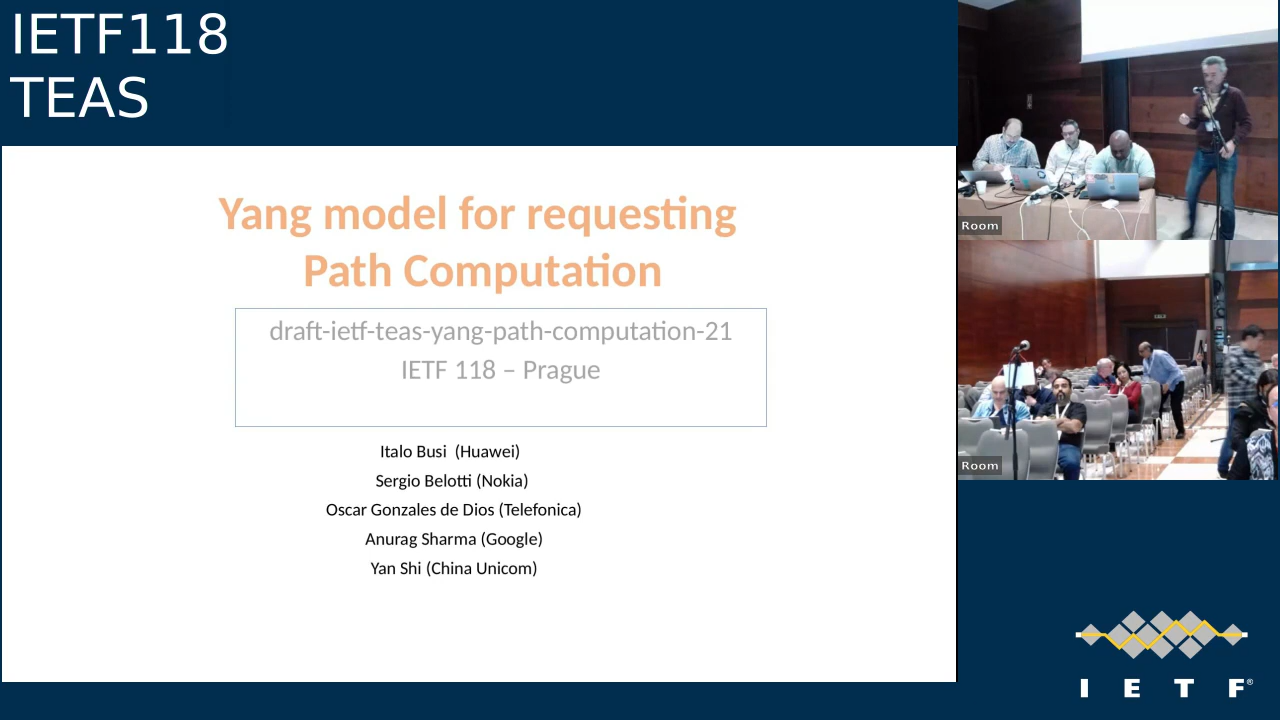 IETF118
TEAS
Yang model for requesting
Path Computation
draft-ietf-teas-yang-path-computation-21
IETF 118 – Prague
Italo Busi (Huawei)
Sergio Belotti (Nokia)
Oscar Gonzales de Dios (Telefonica)
Anurag Sharma (Google)
Yan Shi (China Unicom)
Room
Room
I E T F®